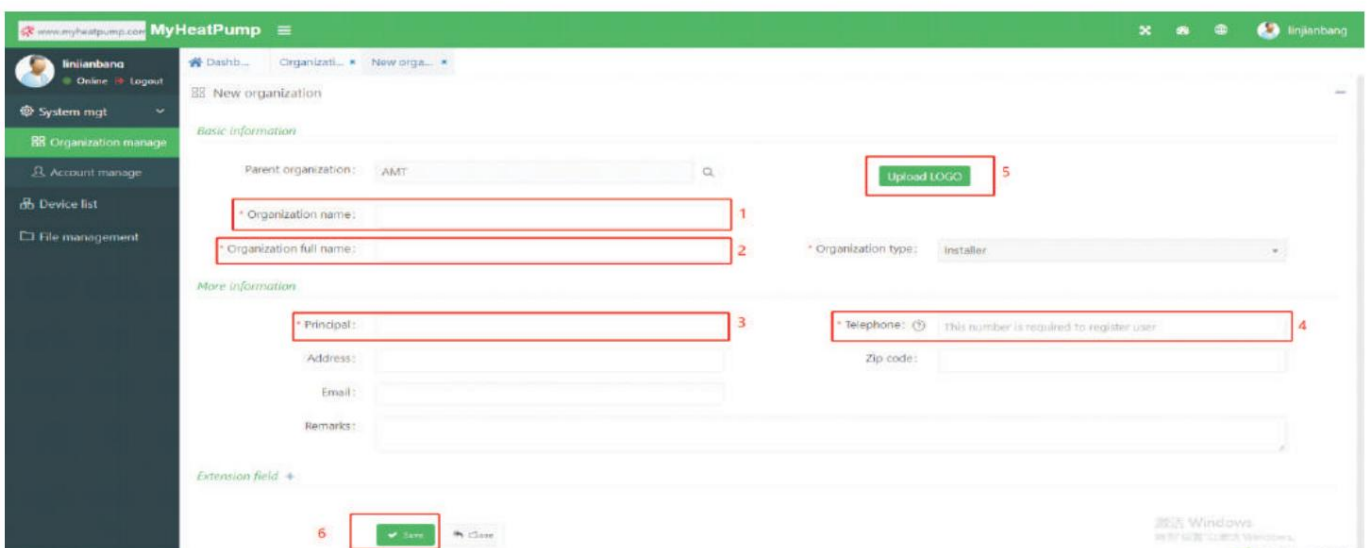 www.myheatpump.com MyHeatPump linjianbang
linjianbang
Online Logout
Dashb... Organizati... New orga...
New organization
System mgt
Basic information
Organization manage
Parent organization: AMT
Upload LOGO 5
Account manage
Device list
* Organization name: 1
File management
* Organization full name: 2 * Organization type: Installer
More information
* Principal: 3 * Telephone: ? This number is required to register user 4
Address: Zip code:
Email:
Remarks:
Extension field +
6 Save Close
激活 Windows